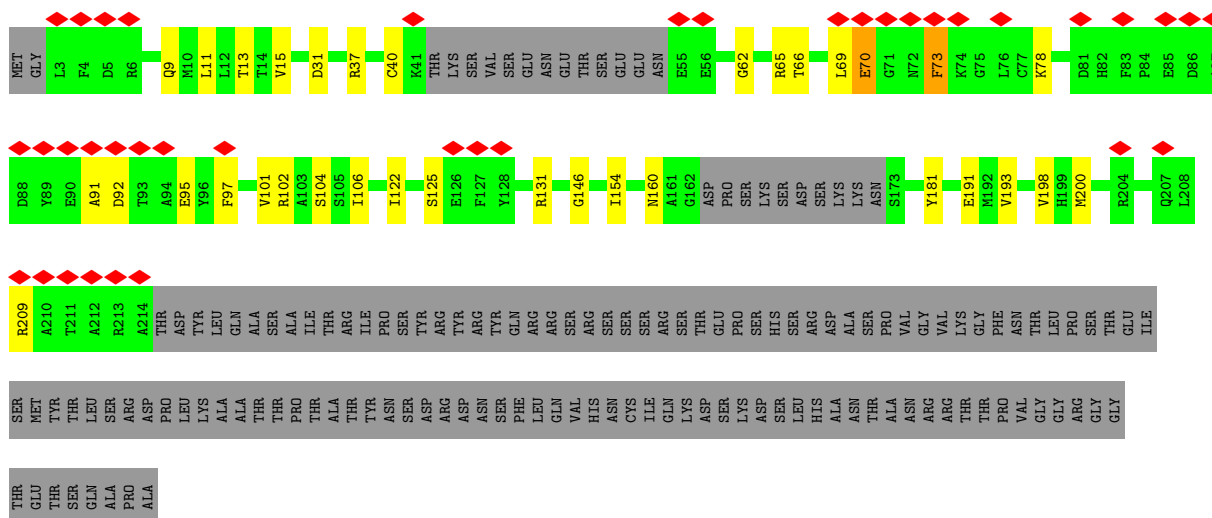 MET GLY L3 F4 D5 R6 Q9 M10 L11 L12 T13 T14 V15 D31 R37 C40 K41 THR LYS SER VAL SER GLU ASN GLU THR SER GLU GLU ASN E55 E56 G62 R65 T66 L69 E70 G71 N72 F73 K74 G75 L76 C77 K78 D81 H82 F83 P84 E85 D86
D88 Y89 E90 A91 D92 T93 A94 E95 Y96 F97 V101 R102 A103 S104 S105 I106 I122 S125 E126 F127 Y128 R131 G146 I154 N160 A161 G162 ASP PRO SER LYS SER ASP SER LYS LYS ASN S173 Y181 E191 M192 V193 V198 H199 M200 R204 Q207 L208
R209 A210 T211 A212 R213 A214 THR ASP TYR LEU GLN ALA SER ALA ILE THR ARG ILE PRO SER TYR ARG TYR ARG TYR GLN ARG ARG SER ARG SER SER SER ARG SER THR GLU PRO SER HIS SER ARG ASP ALA SER PRO VAL GLY VAL LYS GLY PHE ASN THR LEU PRO SER THR GLU ILE
SER MET TYR THR LEU SER ARG ASP PRO LEU LYS ALA ALA THR THR PRO THR ALA THR TYR ASN SER ASP ARG ASP ASN SER PHE LEU GLN VAL HIS ASN CYS ILE GLN LYS ASP SER LYS ASP SER LEU HIS ALA ASN THR ALA ASN ARG ARG THR THR PRO VAL GLY GLY ARG GLY GLY
THR GLU THR SER GLN ALA PRO ALA